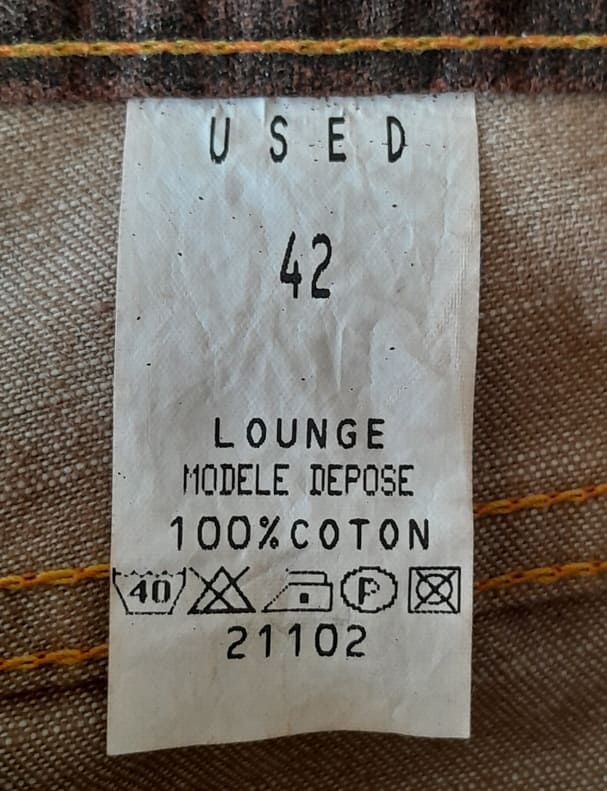 USED
42
LOUNGE
MODELE DEPOSE
100%COTON
40 P
21102